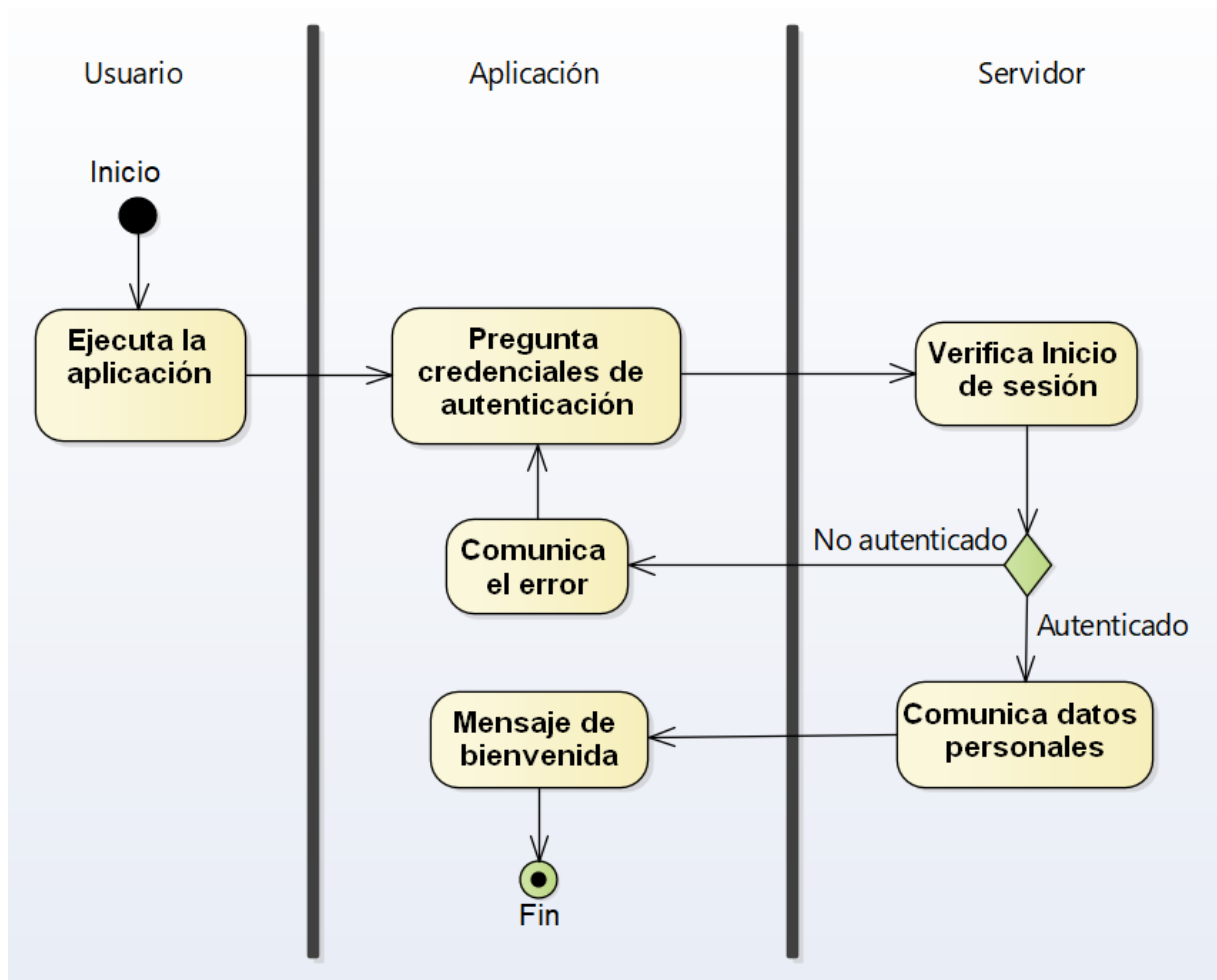 Usuario
Aplicación
Servidor
Inicio
Ejecuta la
aplicación
Pregunta
credenciales de
autenticación
Verifica Inicio
de sesión
No autenticado
Comunica
el error
Autenticado
Mensaje de
bienvenida
Comunica datos
personales
Fin